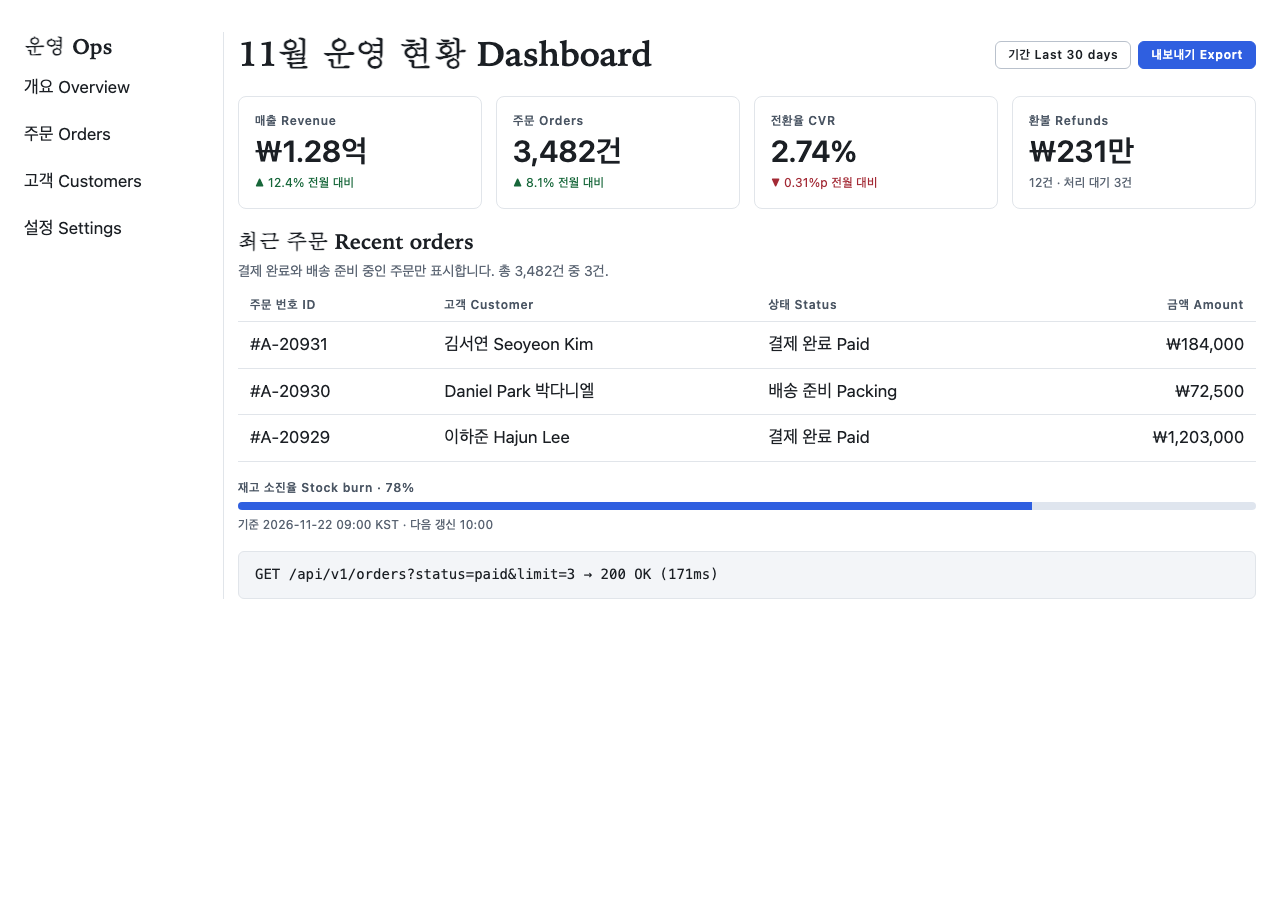 운영 Ops
개요 Overview
주문 Orders
고객 Customers
설정 Settings
11월 운영 현황 Dashboard
기간 Last 30 days
내보내기 Export
매출 Revenue
₩1.28억
▲ 12.4% 전월 대비
주문 Orders
3,482건
▲ 8.1% 전월 대비
전환율 CVR
2.74%
▼ 0.31%p 전월 대비
환불 Refunds
₩231만
12건 · 처리 대기 3건
최근 주문 Recent orders
결제 완료와 배송 준비 중인 주문만 표시합니다. 총 3,482건 중 3건.
주문 번호 ID 고객 Customer 상태 Status 금액 Amount
#A-20931 김서연 Seoyeon Kim 결제 완료 Paid ₩184,000
#A-20930 Daniel Park 박다니엘 배송 준비 Packing ₩72,500
#A-20929 이하준 Hajun Lee 결제 완료 Paid ₩1,203,000
재고 소진율 Stock burn · 78%
기준 2026-11-22 09:00 KST · 다음 갱신 10:00
GET /api/v1/orders?status=paid&limit=3 → 200 OK (171ms)